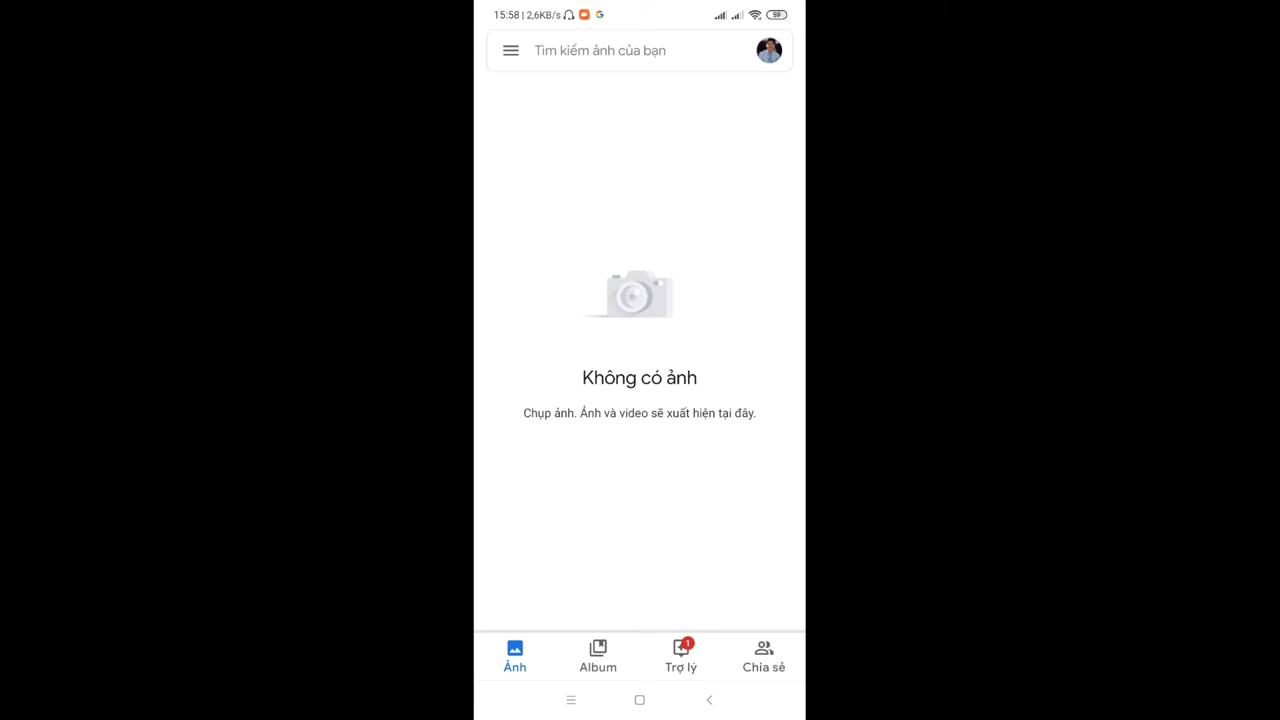 15:58 | 2,6KB/s G 59
Tìm kiếm ảnh của bạn
Không có ảnh
Chụp ảnh. Ảnh và video sẽ xuất hiện tại đây.
1
Ảnh Album Trợ lý Chia sẻ